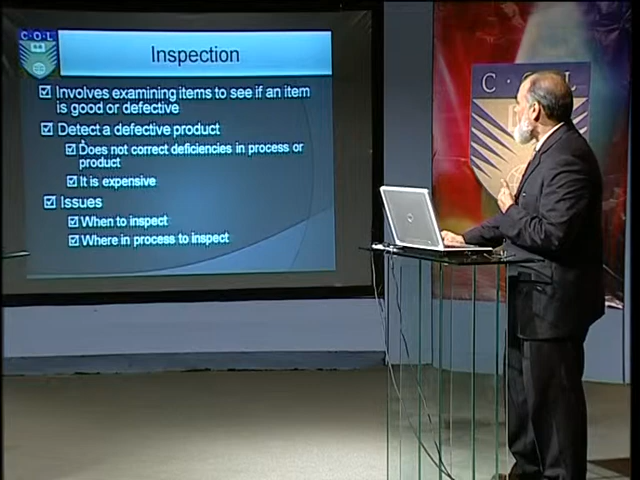 C.O.L
Inspection
Involves examining items to see if an item
is good or defective
Detect a defective product
Does not correct deficiencies in process or
product
It is expensive
Issues
When to inspect
Where in process to inspect
C.O.L